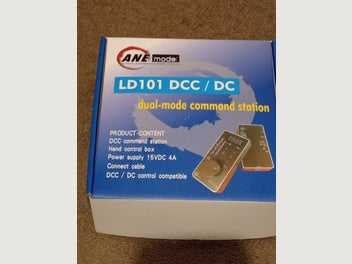 ANE model
LD101 DCC / DC
dual-mode command station
PRODUCT CONTENT
DCC command station
Hand control box
Power supply 15VDC 4A
Connect cable
DCC / DC control compatible